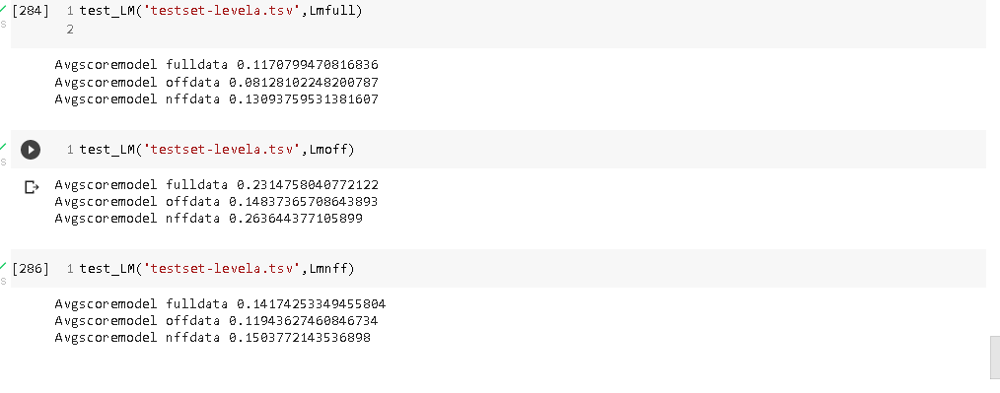 [284] 1 test_LM('testset-levela.tsv',Lmfull)
2
Avgscoremodel fulldata 0.1170799470816836
Avgscoremodel offdata 0.08128102248200787
Avgscoremodel nffdata 0.13093759531381607
1 test_LM('testset-levela.tsv',Lmoff)
Avgscoremodel fulldata 0.2314758040772122
Avgscoremodel offdata 0.14837365708643893
Avgscoremodel nffdata 0.263644377105899
[286] 1 test_LM('testset-levela.tsv',Lmnff)
Avgscoremodel fulldata 0.14174253349455804
Avgscoremodel offdata 0.11943627460846734
Avgscoremodel nffdata 0.1503772143536898